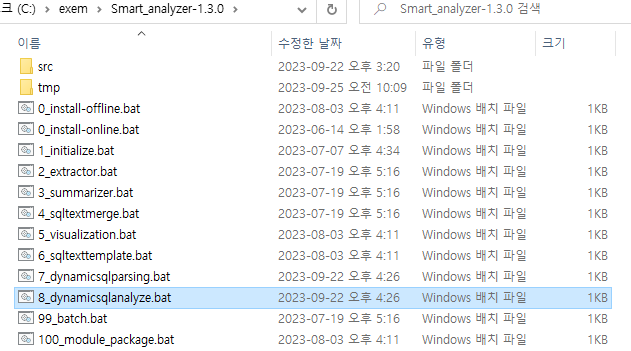 크 (C:) > exem > Smart_analyzer-1.3.0 >
Smart_analyzer-1.3.0 검색
이름 수정한 날짜 유형 크기
src 2023-09-22 오후 3:20 파일 폴더
tmp 2023-09-25 오전 10:09 파일 폴더
0_install-offline.bat 2023-08-03 오후 4:11 Windows 배치 파일 1KB
0_install-online.bat 2023-06-14 오후 1:58 Windows 배치 파일 1KB
1_initialize.bat 2023-07-07 오후 4:34 Windows 배치 파일 1KB
2_extractor.bat 2023-07-19 오후 5:16 Windows 배치 파일 1KB
3_summarizer.bat 2023-07-19 오후 5:16 Windows 배치 파일 1KB
4_sqltextmerge.bat 2023-07-19 오후 5:16 Windows 배치 파일 1KB
5_visualization.bat 2023-08-03 오후 4:11 Windows 배치 파일 1KB
6_sqltexttemplate.bat 2023-08-03 오후 4:11 Windows 배치 파일 1KB
7_dynamicsqlparsing.bat 2023-09-22 오후 4:26 Windows 배치 파일 1KB
8_dynamicsqlanalyze.bat 2023-09-22 오후 4:26 Windows 배치 파일 1KB
99_batch.bat 2023-07-19 오후 5:16 Windows 배치 파일 1KB
100_module_package.bat 2023-08-03 오후 4:11 Windows 배치 파일 1KB